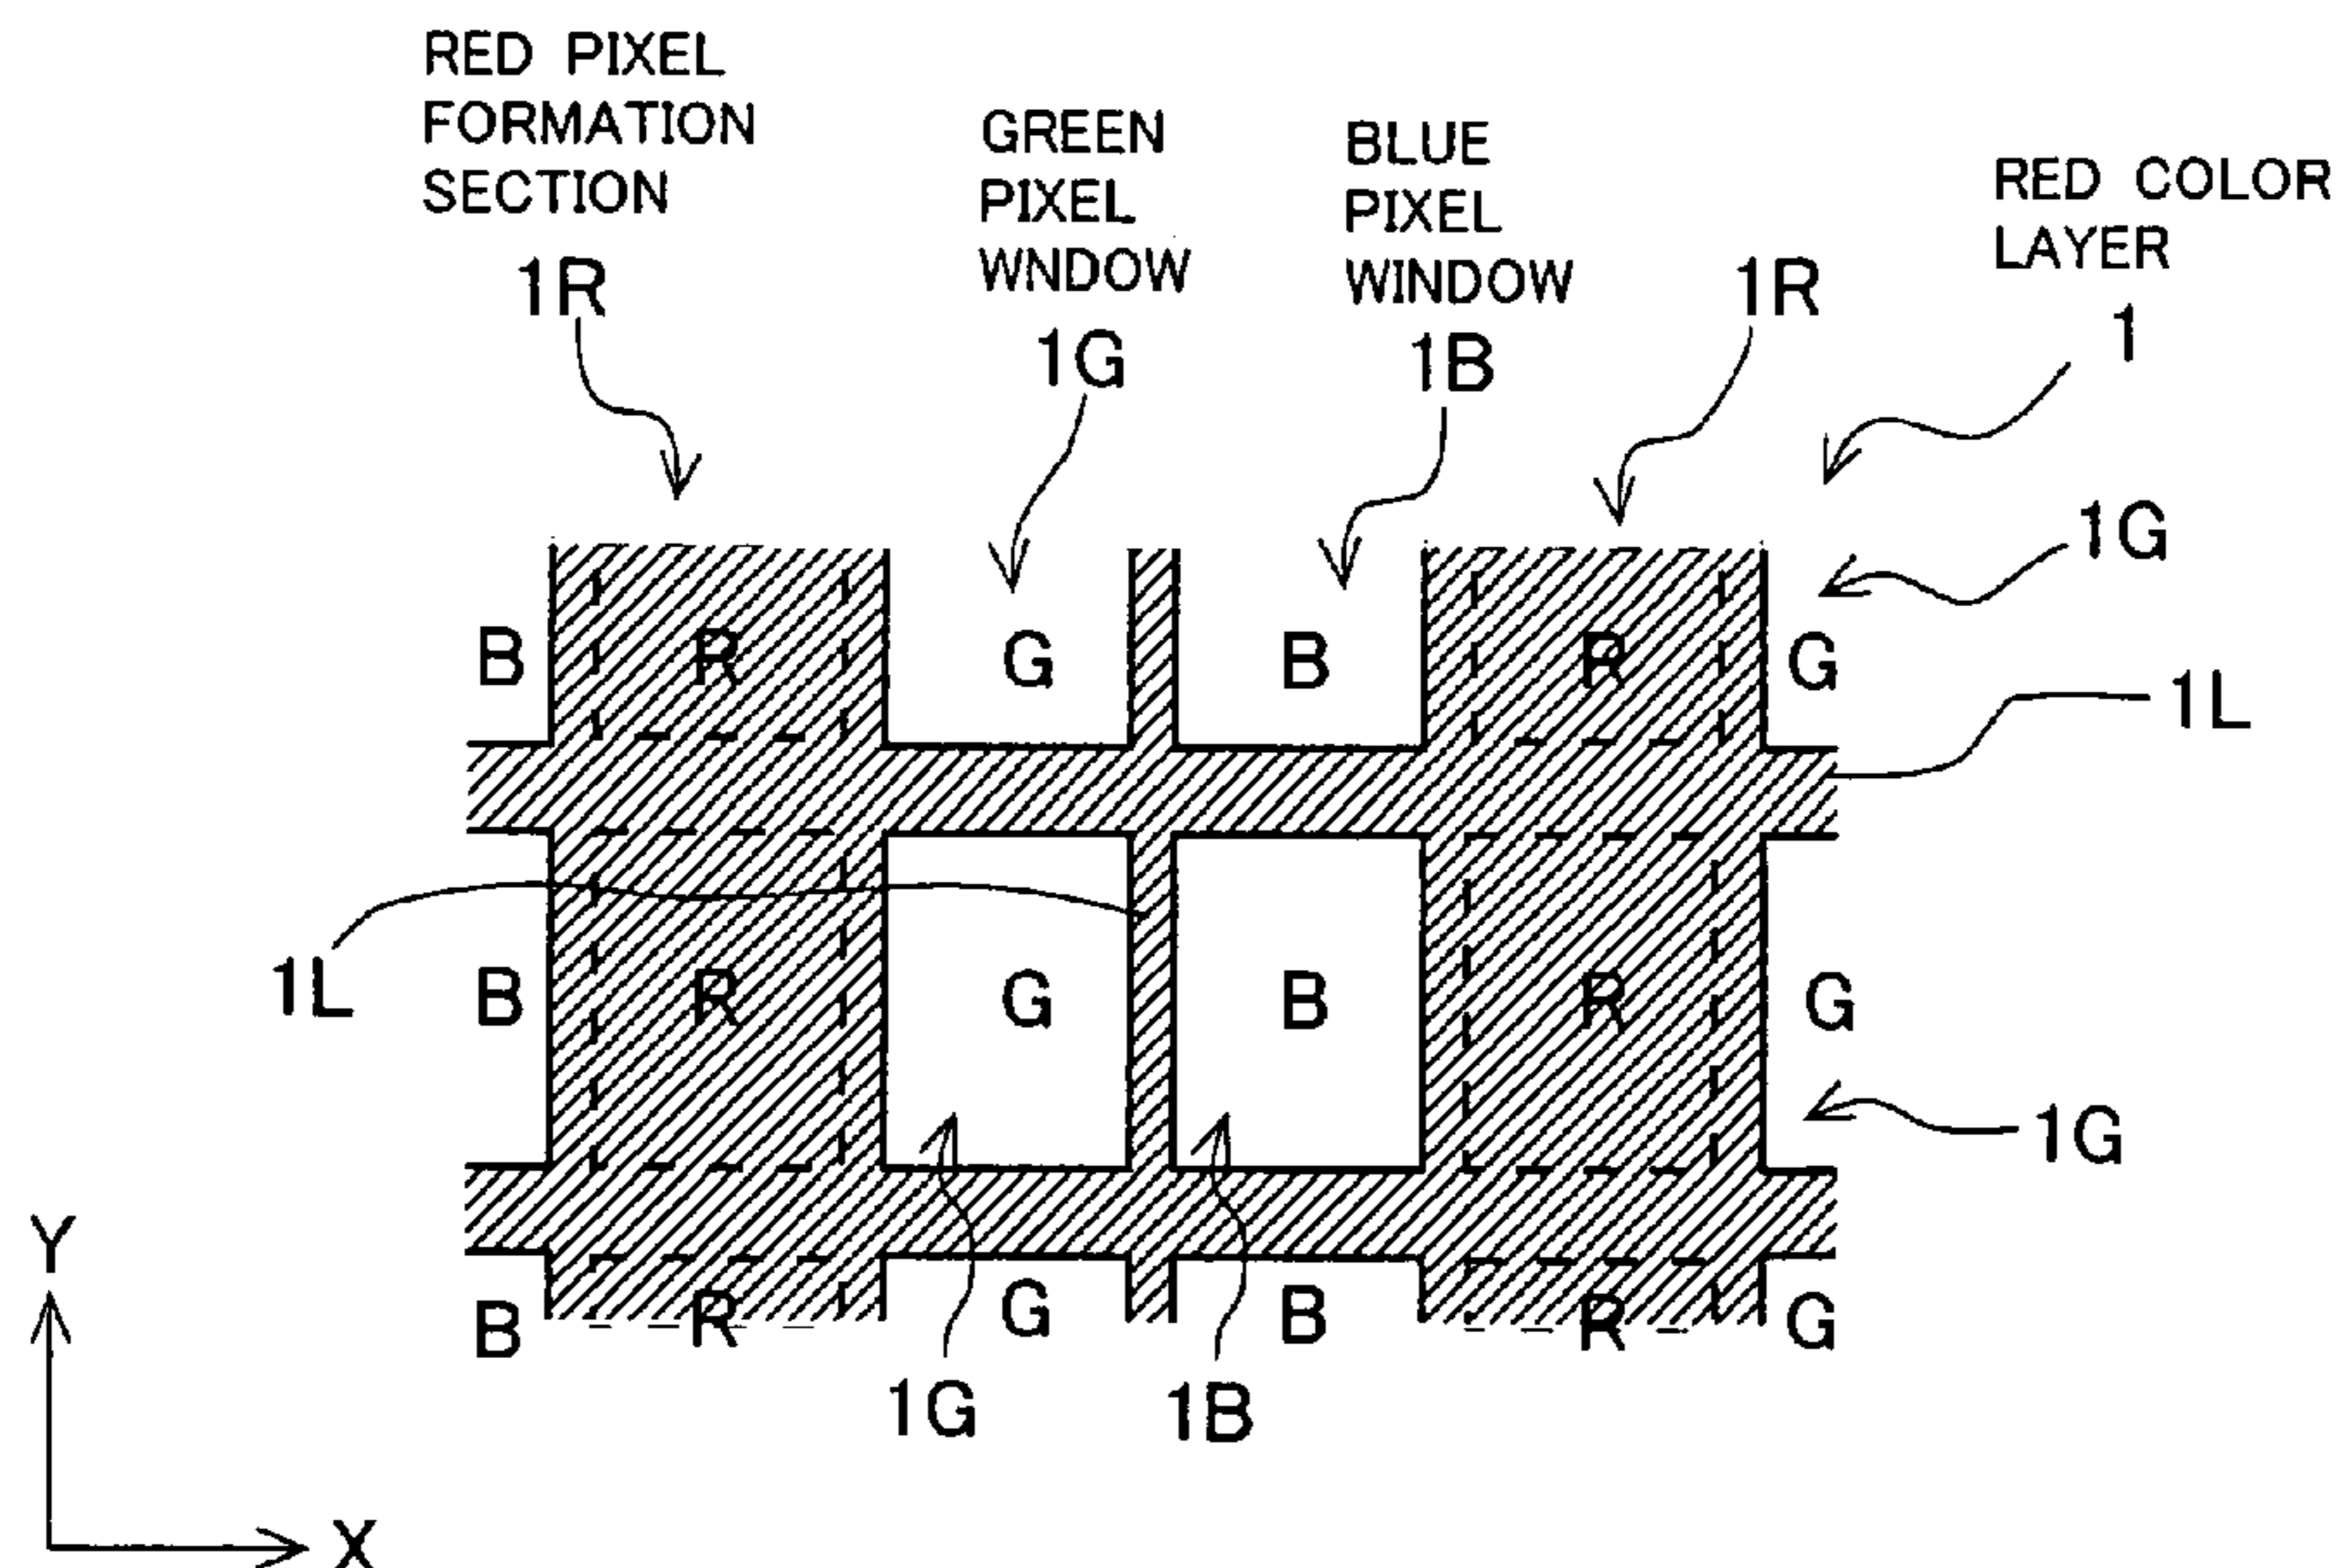 RED PIXEL
FORMATION
SECTION
1R
GREEN
PIXEL
WNDOW
1G
BLUE
PIXEL
WINDOW
1B
1R
RED COLOR
LAYER
1
1G
B R G B R G
1L
1L
B R G B R G
1G
B R G B R G
1G 1B
Y
X